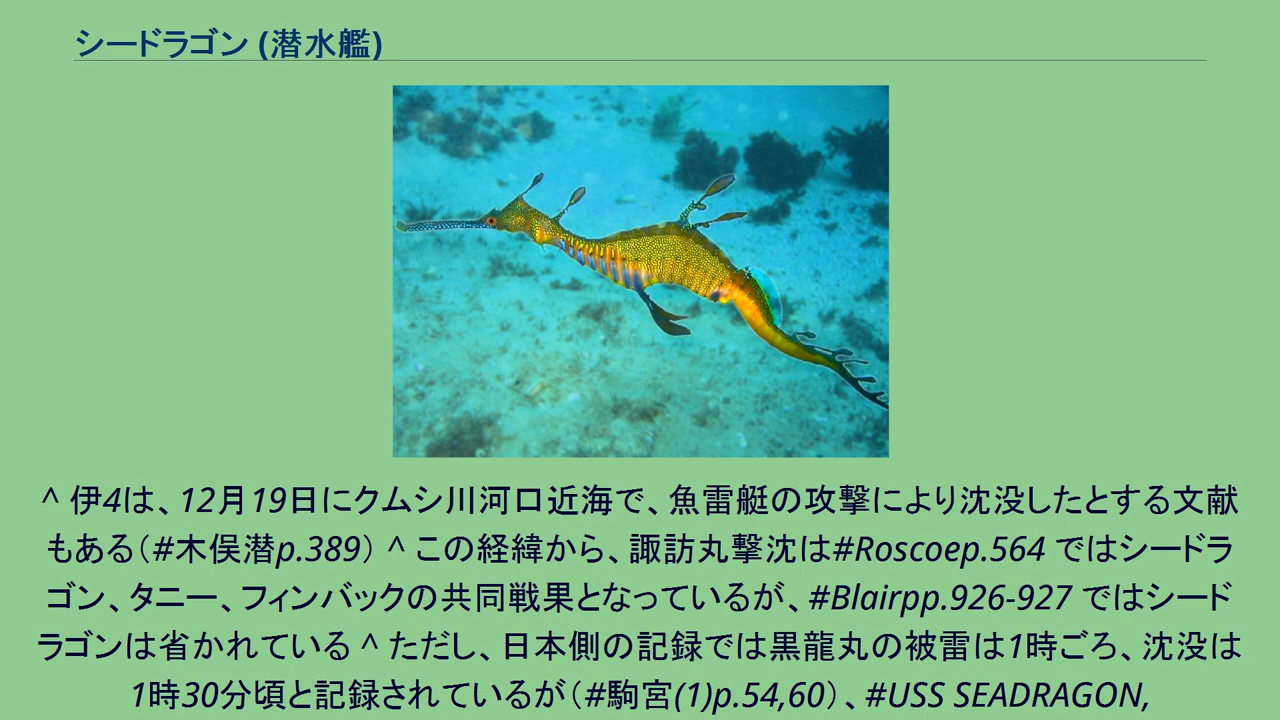 シードラゴン (潜水艦)
^ 伊4は、12月19日にクムシ川河口近海で、魚雷艇の攻撃により沈没したとする文献
もある（#木俣潜p.389） ^ この経緯から、諏訪丸撃沈は#Roscoep.564 ではシードラ
ゴン、タニー、フィンバックの共同戦果となっているが、#Blairpp.926-927 ではシード
ラゴンは省かれている ^ ただし、日本側の記録では黒龍丸の被雷は1時ごろ、沈没は
1時30分頃と記録されているが（#駒宮(1)p.54,60）、#USS SEADRAGON,